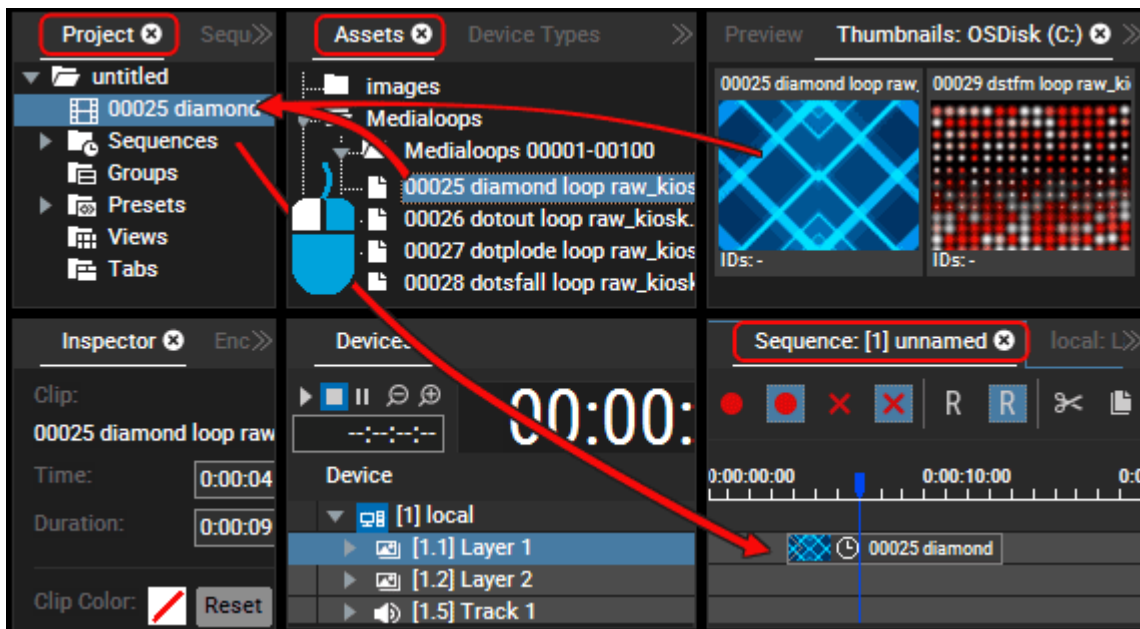 Project
Sequ
Assets
Device Types
Preview
Thumbnails: OSDisk (C:)
untitled
00025 diamond
Sequences
Groups
Presets
Views
Tabs
images
Medialoops
Medialoops 00001-00100
00025 diamond loop raw_kios
00026 dotout loop raw_kiosk.
00027 dotplode loop raw_kios
00028 dotsfall loop raw_kiosk
00025 diamond loop raw_
00029 dstfm loop raw_ki
IDs: -
IDs: -
Inspector
Enc
Clip:
00025 diamond loop raw
Time:
0:00:04
Duration:
0:00:09
Clip Color:
Reset
Devices
--:--:--:--
00:00:
Device
[1] local
[1.1] Layer 1
[1.2] Layer 2
[1.5] Track 1
Sequence: [1] unnamed
local: L
R
R
0:00:00:00
0:00:10:00
0:0
00025 diamond